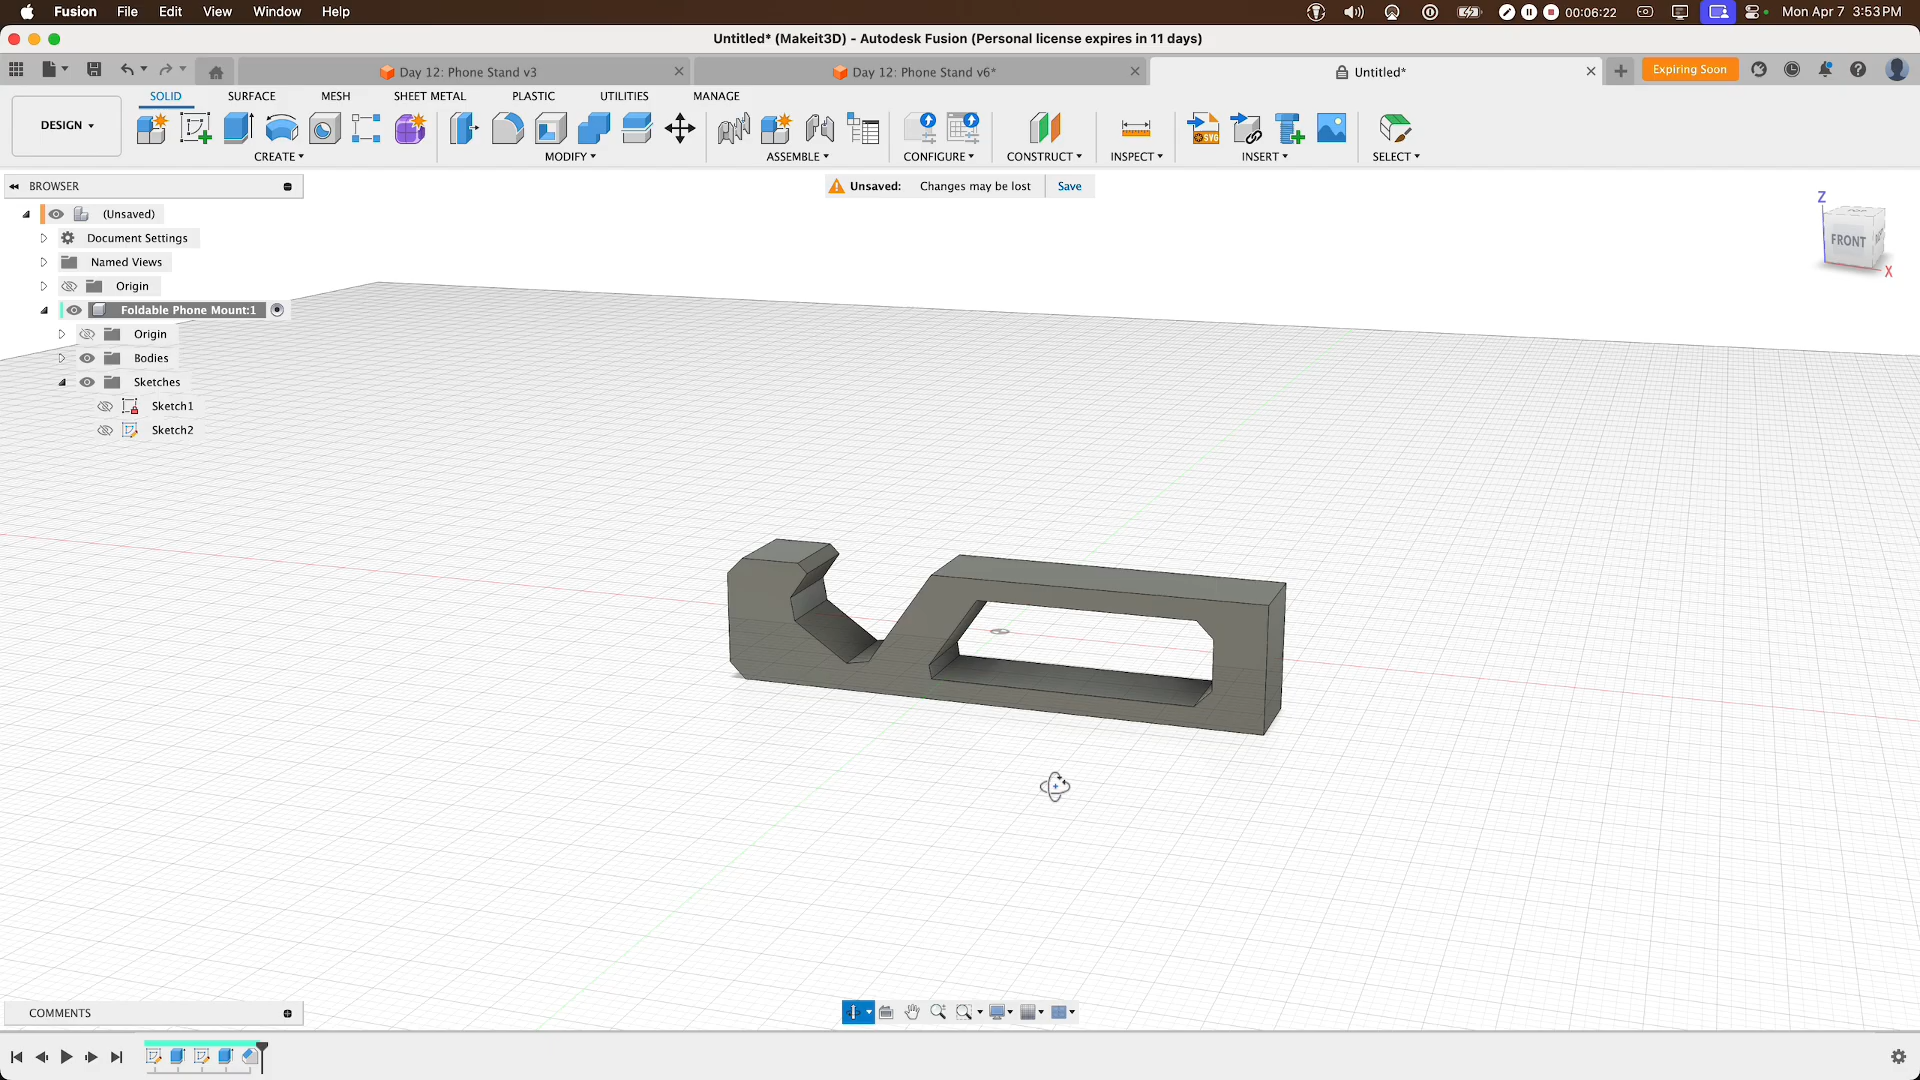 Fusion File Edit View Window Help 00:06:22 Mon Apr 7 3:53 PM
Untitled* (Makeit3D) - Autodesk Fusion (Personal license expires in 11 days)
Day 12: Phone Stand v3 Day 12: Phone Stand v6* Untitled* Expiring Soon
SOLID SURFACE MESH SHEET METAL PLASTIC UTILITIES MANAGE
DESIGN
SVG
CREATE MODIFY ASSEMBLE CONFIGURE CONSTRUCT INSPECT INSERT SELECT
BROWSER
Unsaved: Changes may be lost Save
(Unsaved)
Document Settings
Named Views
Origin
Foldable Phone Mount:1
Origin
Bodies
Sketches
Sketch1
Sketch2
Z
TOP
FRONT
X
COMMENTS